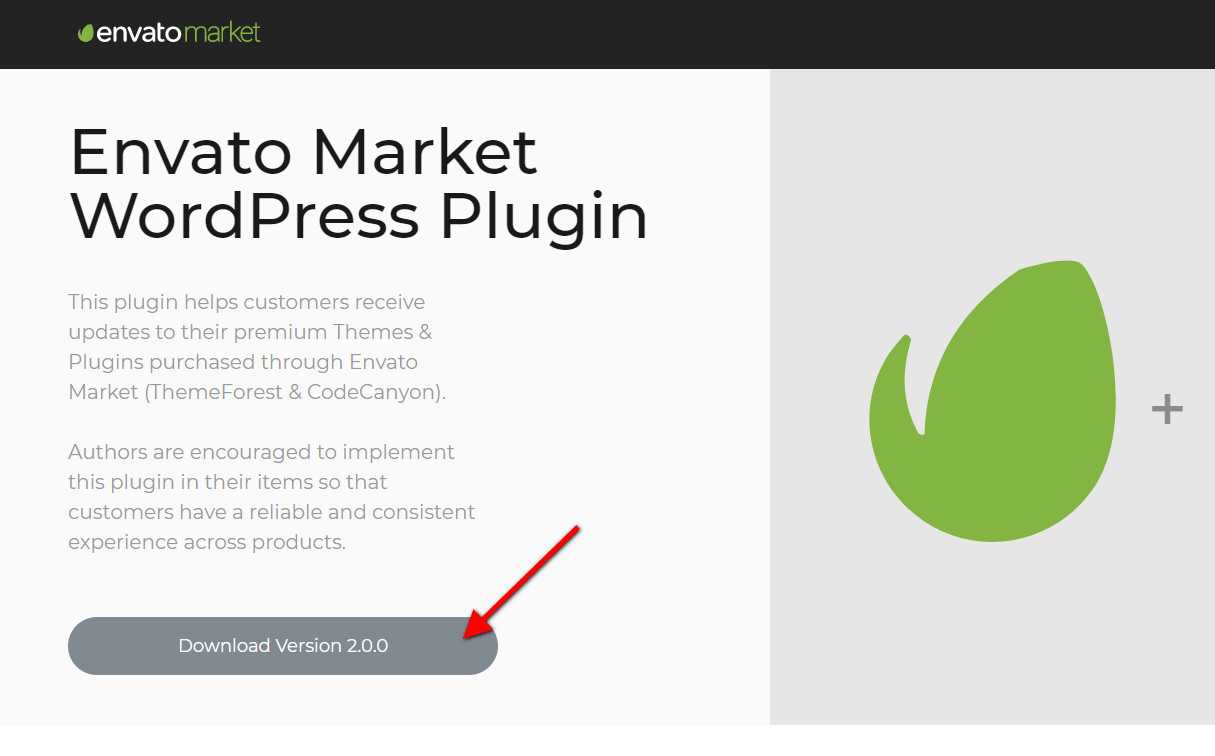 envato market
Envato Market
WordPress Plugin
This plugin helps customers receive
updates to their premium Themes &
Plugins purchased through Envato
Market (ThemeForest & CodeCanyon).
Authors are encouraged to implement
this plugin in their items so that
customers have a reliable and consistent
experience across products.
Download Version 2.0.0
+